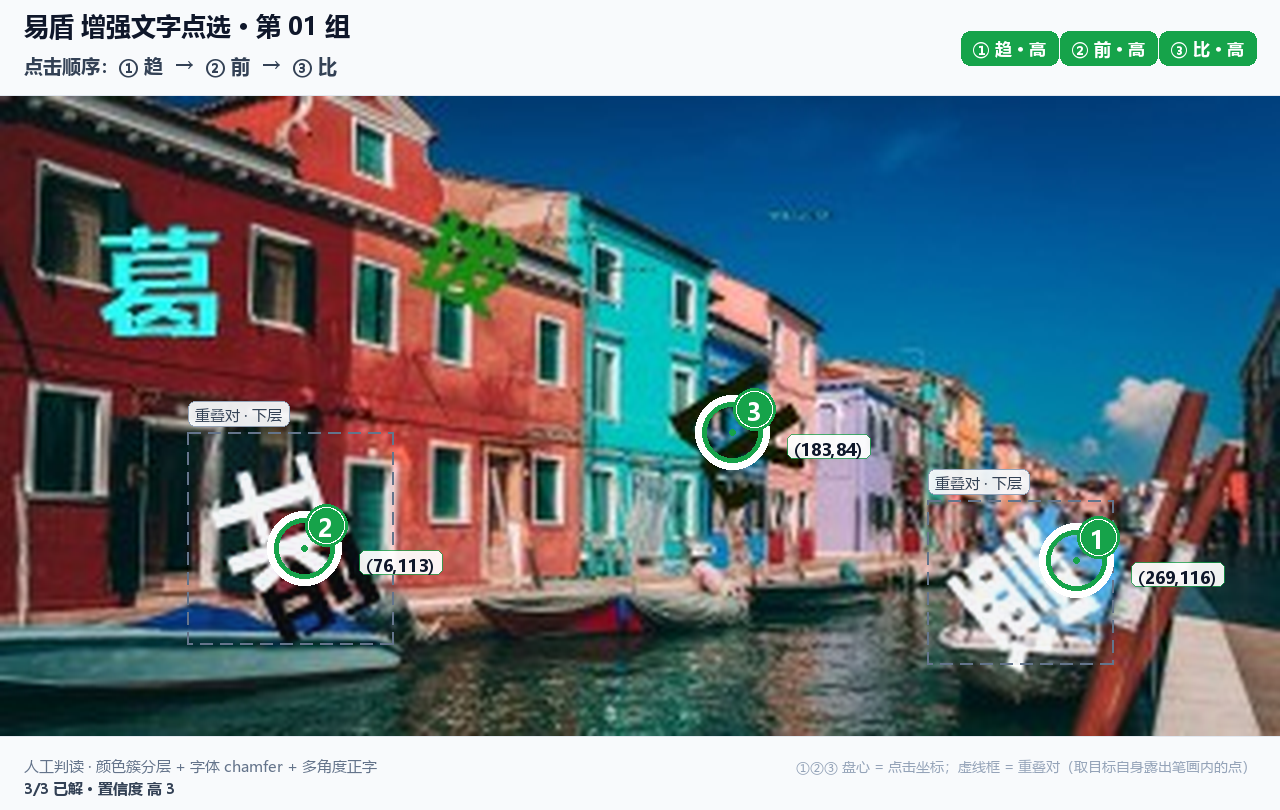 易盾 增强文字点选 • 第 01 组
点击顺序： ① 趋 → ② 前 → ③ 比
① 趋 • 高 ② 前 • 高 ③ 比 • 高
葛
重叠对 · 下层
3
(183,84)
重叠对 · 下层
2
(76,113)
1
(269,116)
人工判读 · 颜色簇分层 + 字体 chamfer + 多角度正字
①②③ 盘心 = 点击坐标；虚线框 = 重叠对（取目标自身露出笔画内的点）
3/3 已解 • 置信度 高 3